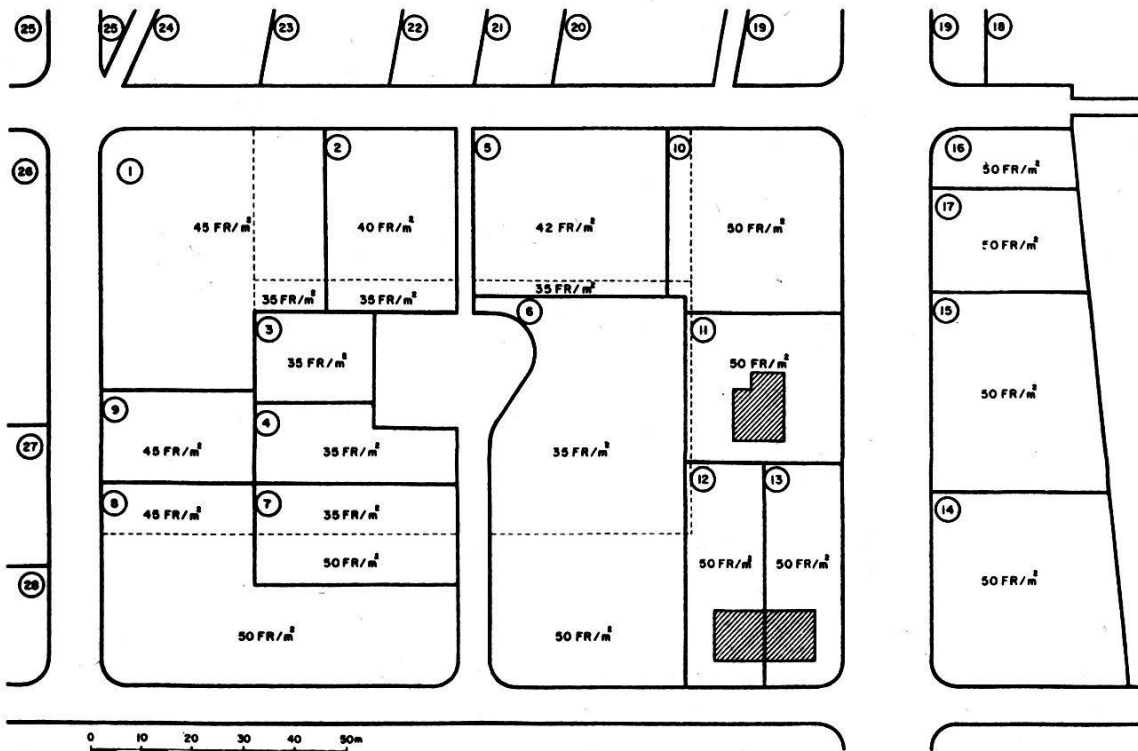 25 25 24 23 22 21 20 19 19 18
26 1 2 5 10 16
50 FR/m²
17
45 FR/m² 40 FR/m² 42 FR/m² 50 FR/m²
50 FR/m²
35 FR/m² 35 FR/m² 35 FR/m²
3 6 11 15
35 FR/m² 50 FR/m²
50 FR/m²
9 4
27 45 FR/m² 35 FR/m² 35 FR/m²
8 7 12 13 14
45 FR/m² 35 FR/m²
50 FR/m² 50 FR/m² 50 FR/m²
28
50 FR/m²
50 FR/m² 50 FR/m²
0 10 20 30 40 50m